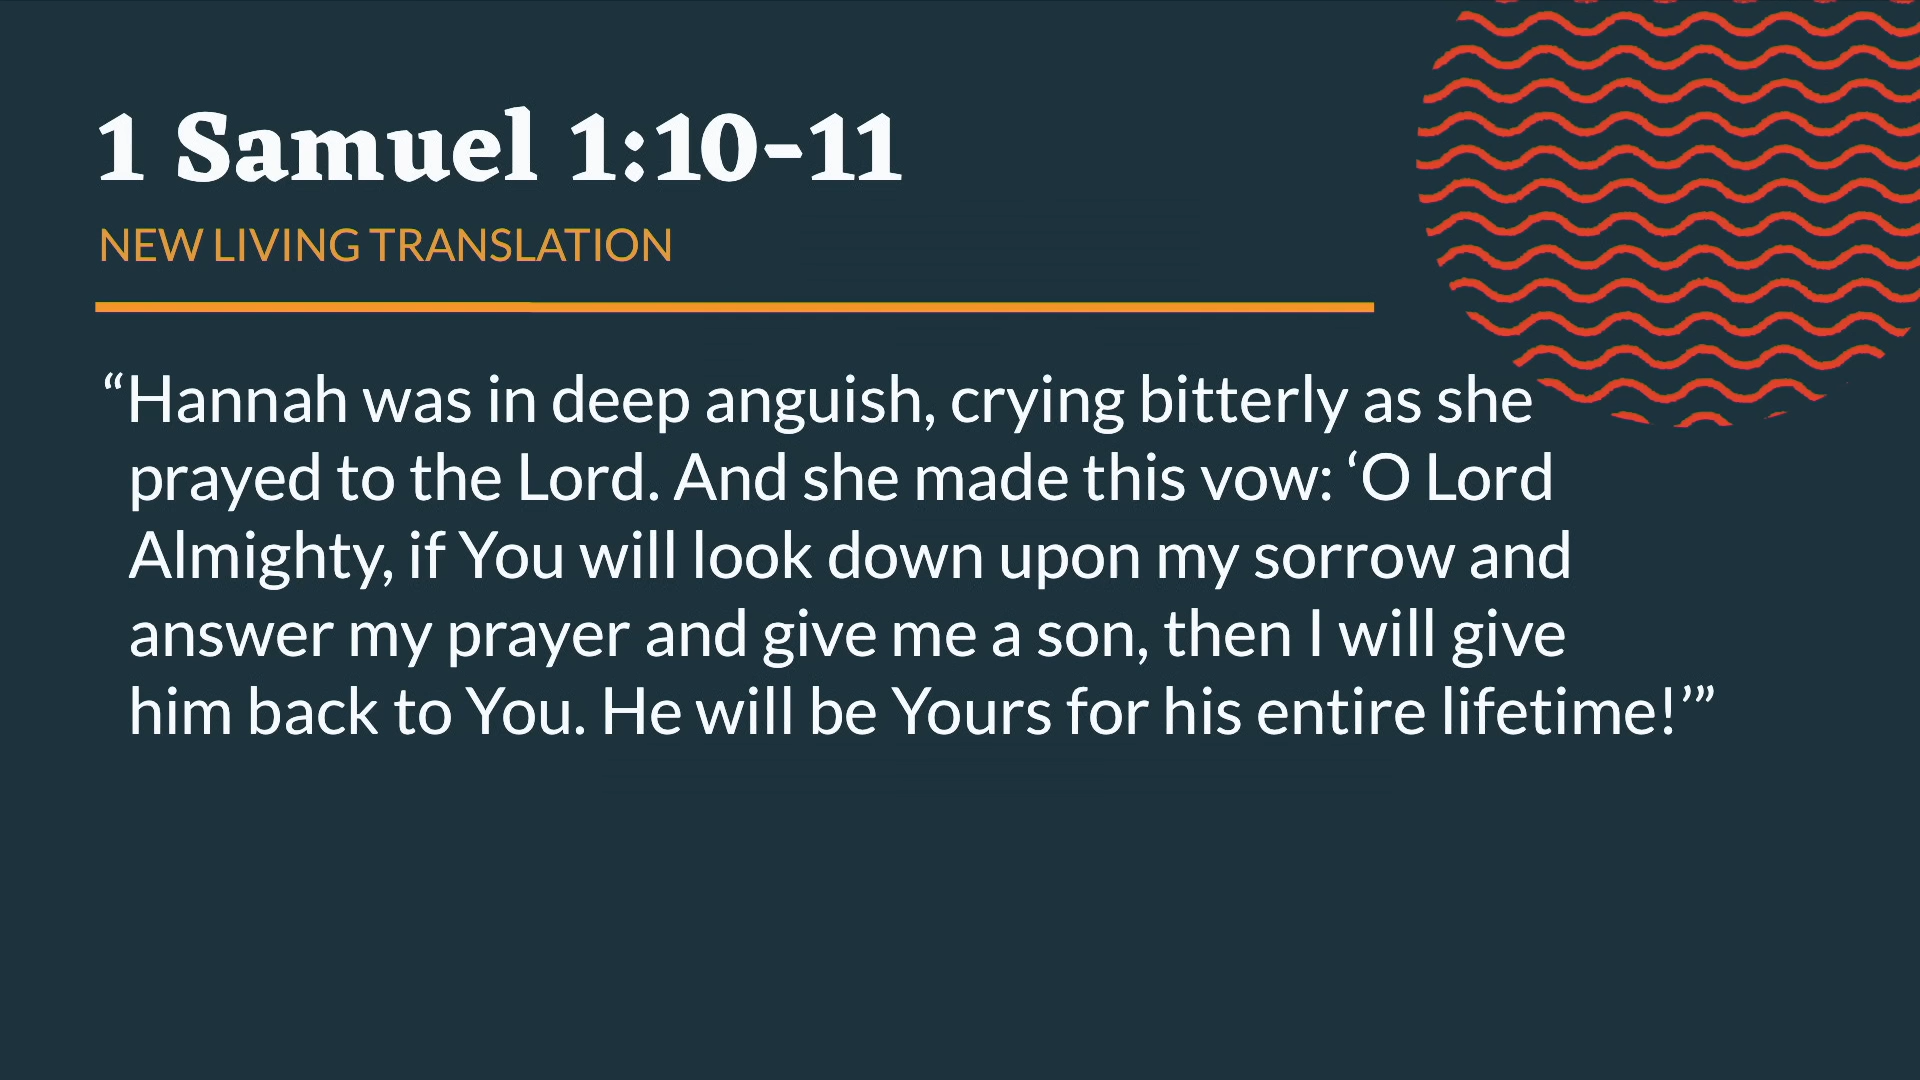 1 Samuel 1:10-11
NEW LIVING TRANSLATION
“Hannah was in deep anguish, crying bitterly as she
prayed to the Lord. And she made this vow: ‘O Lord
Almighty, if You will look down upon my sorrow and
answer my prayer and give me a son, then I will give
him back to You. He will be Yours for his entire lifetime!’”